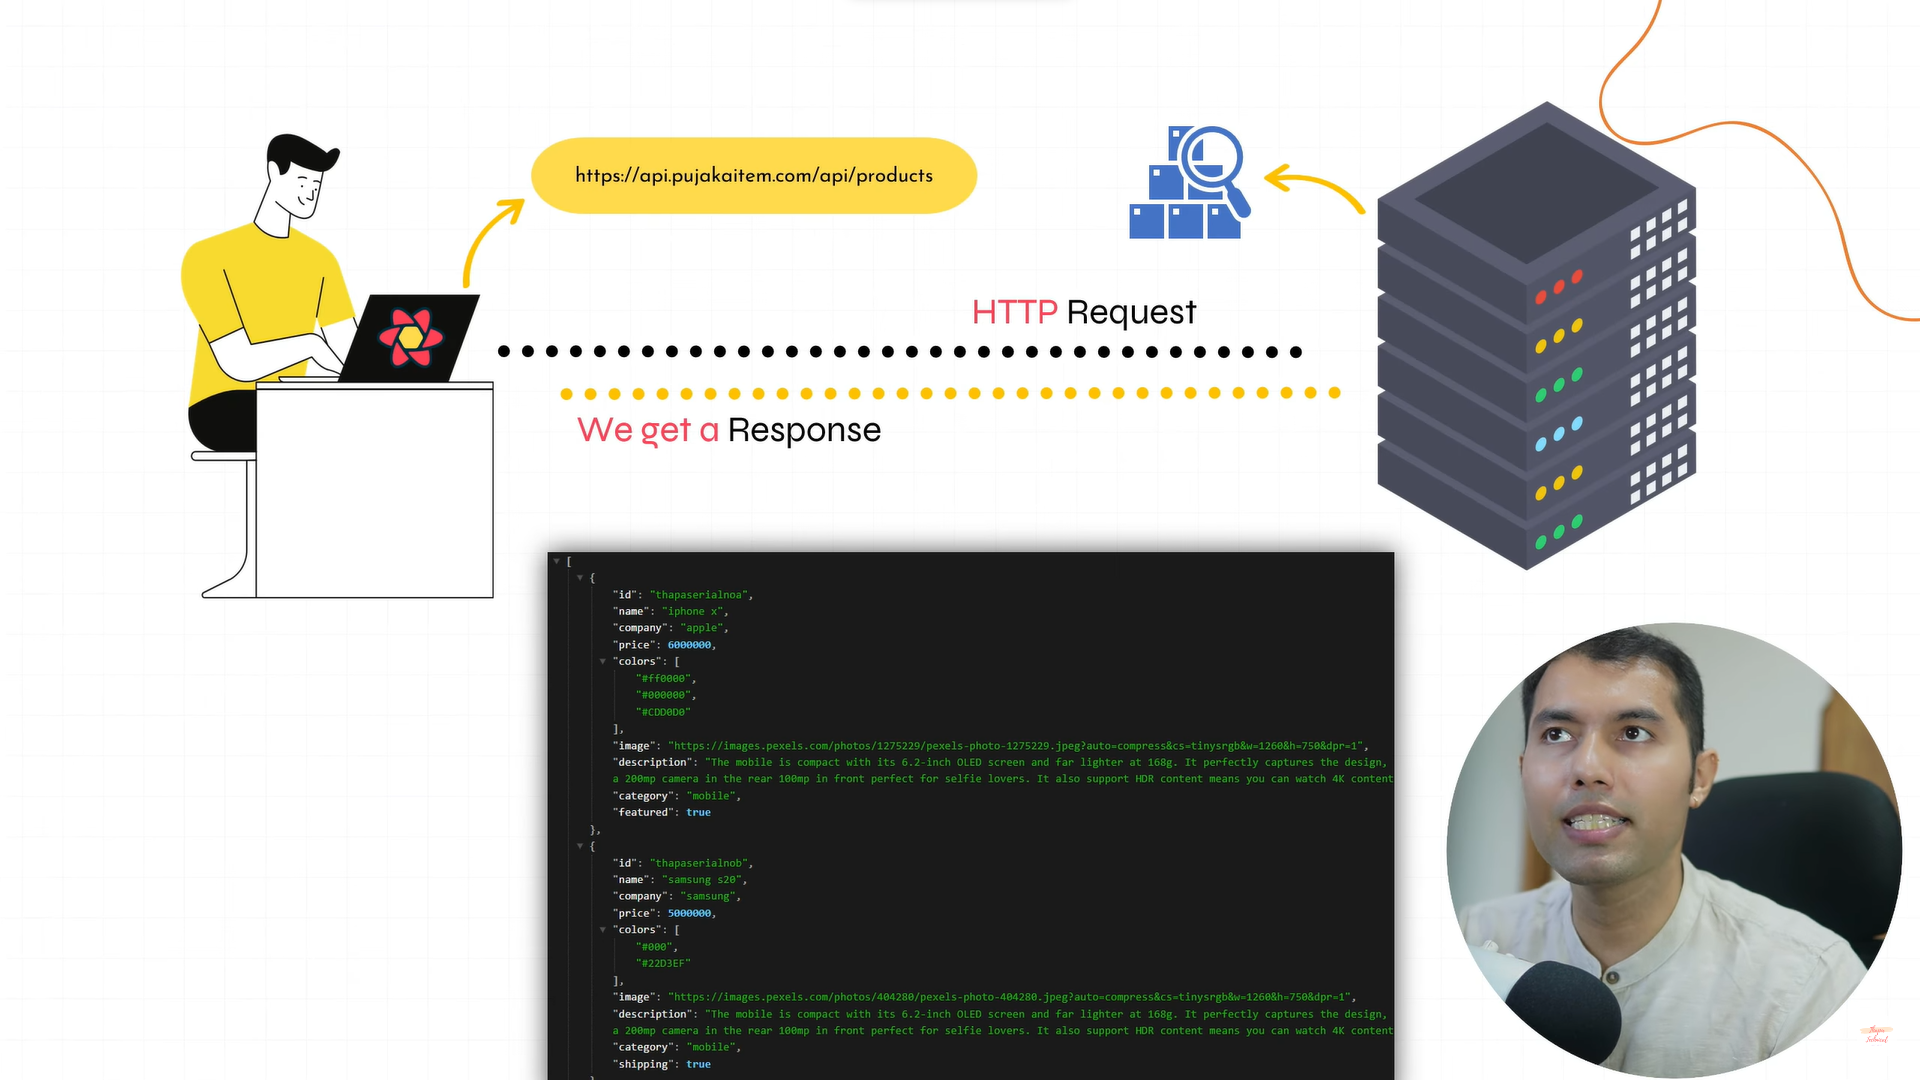 https://api.pujakaitem.com/api/products
HTTP Request
We get a Response
[
{
"id": "thapaserialnoa",
"name": "iphone x",
"company": "apple",
"price": 6000000,
"colors": [
"#ff0000",
"#000000",
"#CDD0D0"
],
"image": "https://images.pexels.com/photos/1275229/pexels-photo-1275229.jpeg?auto=compress&cs=tinysrgb&w=1260&h=750&dpr=1",
"description": "The mobile is compact with its 6.2-inch OLED screen and far lighter at 168g. It perfectly captures the design,
a 200mp camera in the rear 100mp in front perfect for selfie lovers. It also support HDR content means you can watch 4K content
"category": "mobile",
"featured": true
},
{
"id": "thapaserialnob",
"name": "samsung s20",
"company": "samsung",
"price": 5000000,
"colors": [
"#000",
"#22D3EF"
],
"image": "https://images.pexels.com/photos/404280/pexels-photo-404280.jpeg?auto=compress&cs=tinysrgb&w=1260&h=750&dpr=1",
"description": "The mobile is compact with its 6.2-inch OLED screen and far lighter at 168g. It perfectly captures the design,
a 200mp camera in the rear 100mp in front perfect for selfie lovers. It also support HDR content means you can watch 4K content
"category": "mobile",
"shipping": true
Thapa
Technical